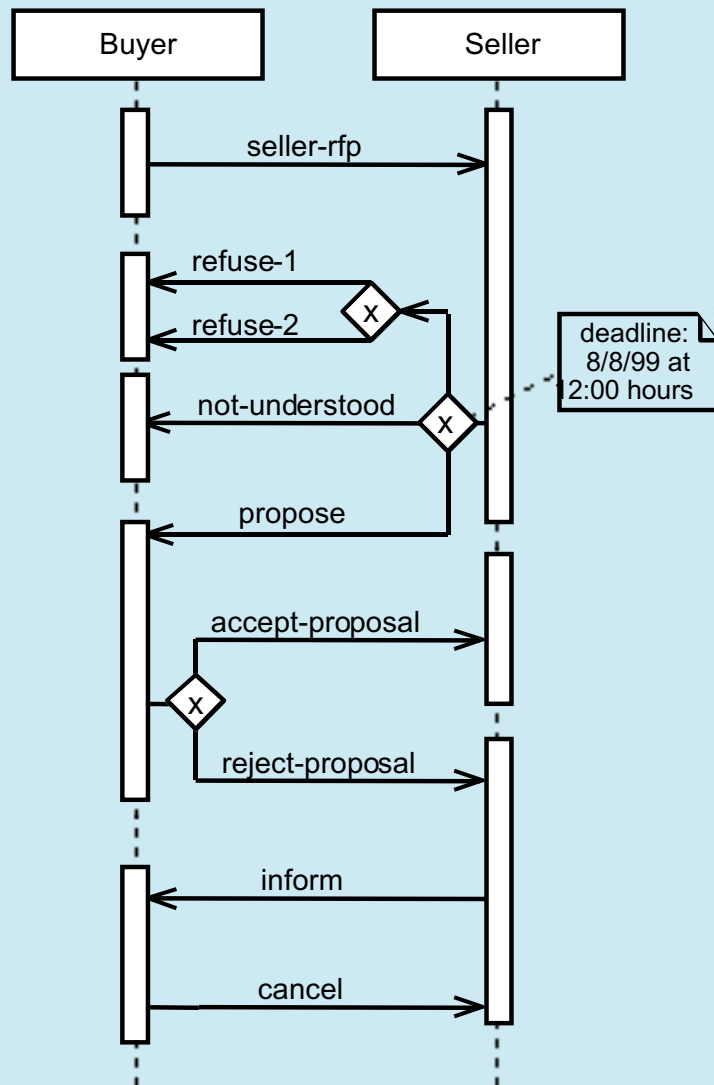 Buyer
Seller
seller-rfp
refuse-1
x
refuse-2
deadline:
8/8/99 at
12:00 hours
not-understood
x
propose
accept-proposal
x
reject-proposal
inform
cancel